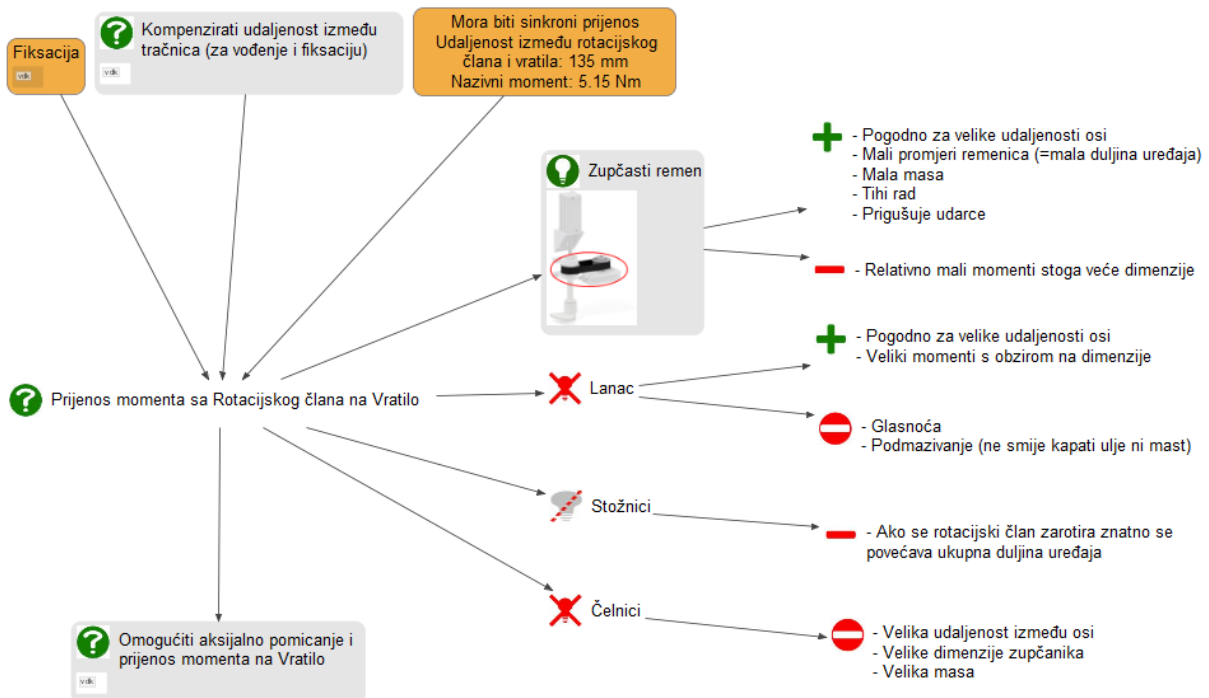 Fiksacija
vdk
Kompenzirati udaljenost između
tračnica (za vođenje i fiksaciju)
vdk
Mora biti sinkroni prijenos
Udaljenost između rotacijskog
člana i vratila: 135 mm
Nazivni moment: 5.15 Nm
Zupčasti remen
- Pogodno za velike udaljenosti osi
- Mali promjeri remenica (=mala duljina uređaja)
- Mala masa
- Tihi rad
- Prigušuje udarce
- Relativno mali momenti stoga veće dimenzije
Prijenos momenta sa Rotacijskog člana na Vratilo
Lanac
- Pogodno za velike udaljenosti osi
- Veliki momenti s obzirom na dimenzije
- Glasnoća
- Podmazivanje (ne smije kapati ulje ni mast)
Stožnici
- Ako se rotacijski član zarotira znatno se
povećava ukupna duljina uređaja
Čelnici
- Velika udaljenost između osi
- Velike dimenzije zupčanika
- Velika masa
Omogućiti aksijalno pomicanje i
prijenos momenta na Vratilo
vdk